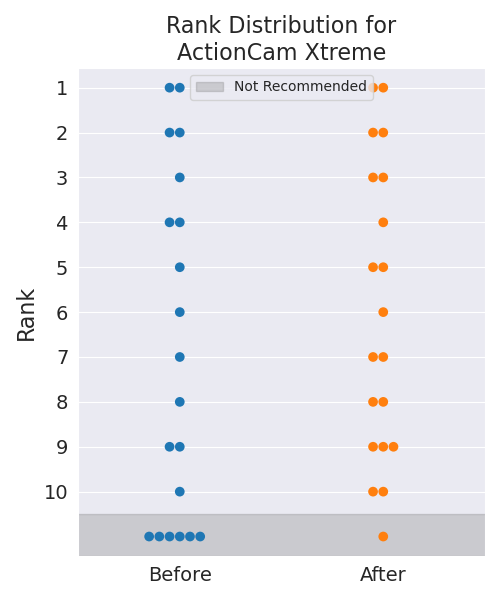 Rank Distribution for
ActionCam Xtreme
Not Recommended
Rank
1
2
3
4
5
6
7
8
9
10
Before
After